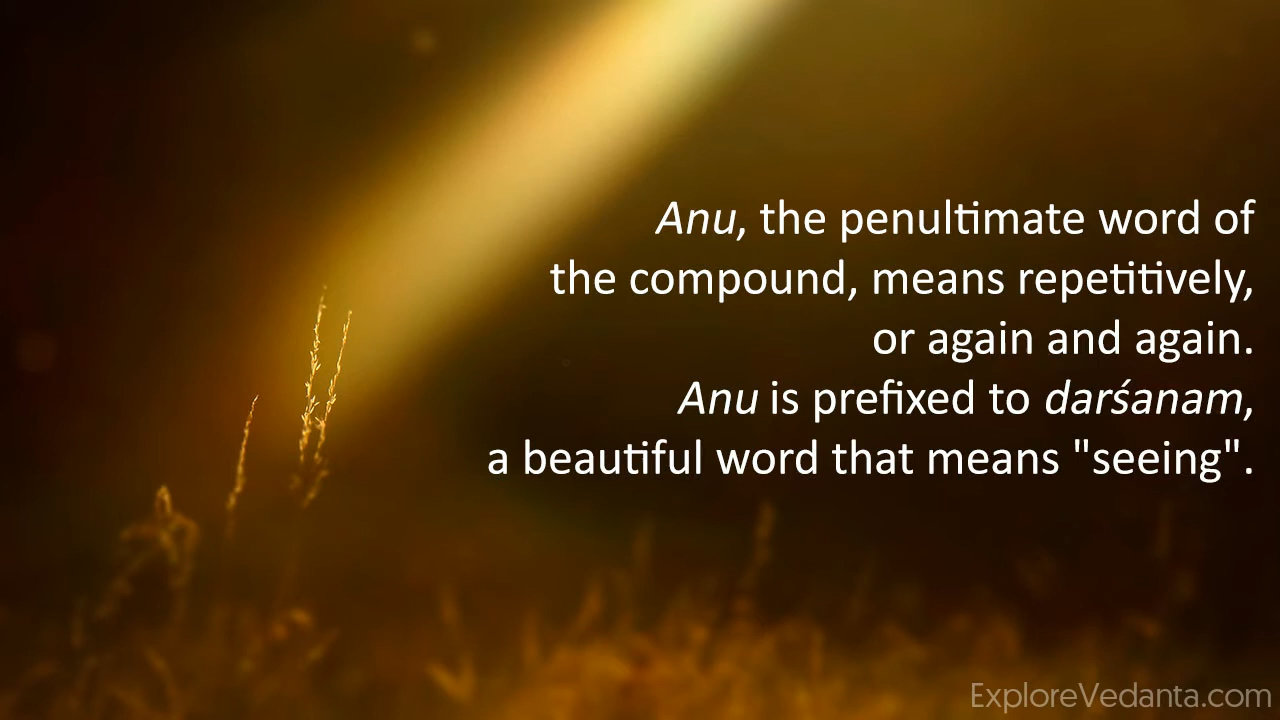 Anu, the penultimate word of
the compound, means repetitively,
or again and again.
Anu is prefixed to darśanam,
a beautiful word that means "seeing".
ExploreVedanta.com